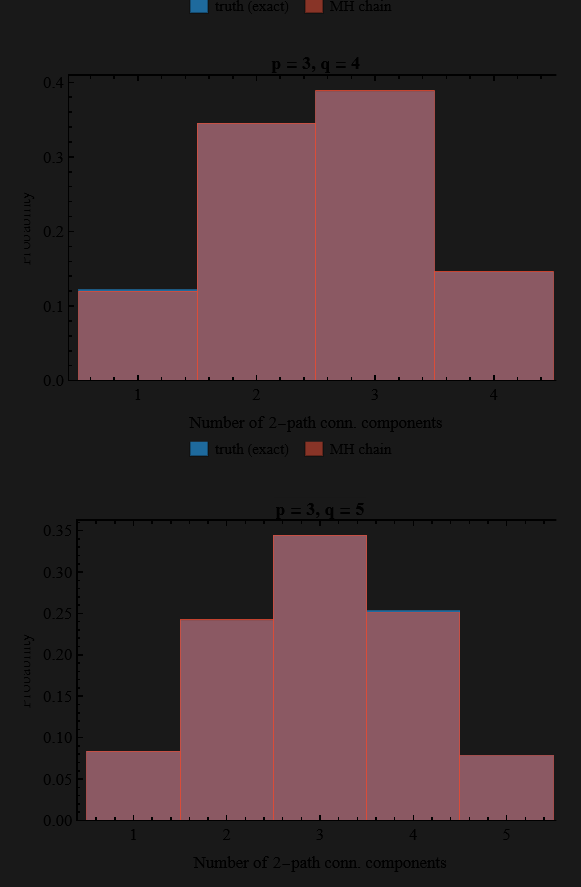 truth (exact) MH chain
p = 3, q = 4
0.4
0.3
0.2
0.1
0.0
Probability
1 2 3 4
Number of 2−path conn. components
truth (exact) MH chain
p = 3, q = 5
0.35
0.30
0.25
0.20
0.15
0.10
0.05
0.00
Probability
1 2 3 4 5
Number of 2−path conn. components